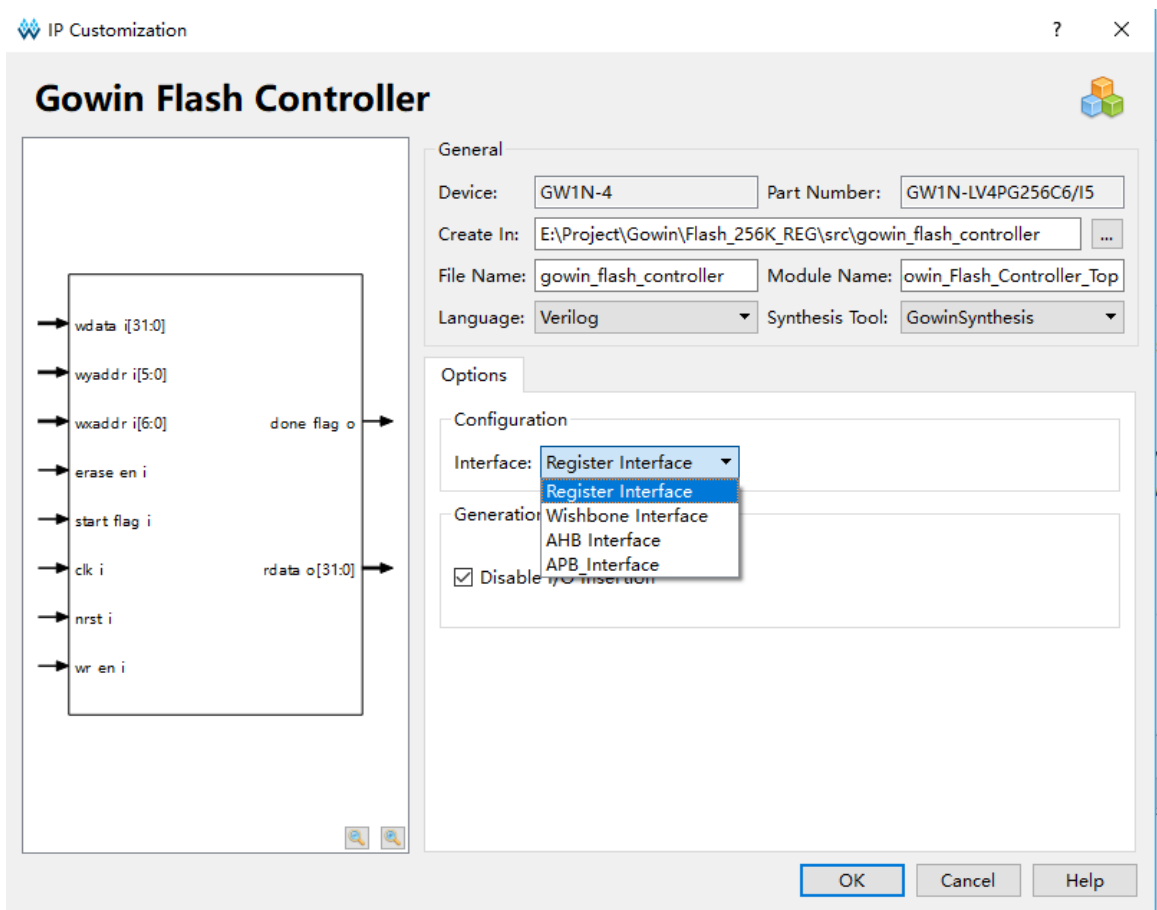 IP Customization ? ×
Gowin Flash Controller
wdata i[31:0]
wyaddr i[5:0]
wxaddr i[6:0]
erase en i
start flag i
clk i
nrst i
wr en i
done flag o
rdata o[31:0]
General
Device: GW1N-4 Part Number: GW1N-LV4PG256C6/I5
Create In: E:\Project\Gowin\Flash_256K_REG\src\gowin_flash_controller ...
File Name: gowin_flash_controller Module Name: owin_Flash_Controller_Top
Language: Verilog Synthesis Tool: GowinSynthesis
Options
Configuration
Interface: Register Interface
Register Interface
Generation Wishbone Interface
AHB Interface
APB_Interface
Disable I/O Insertion
OK Cancel Help